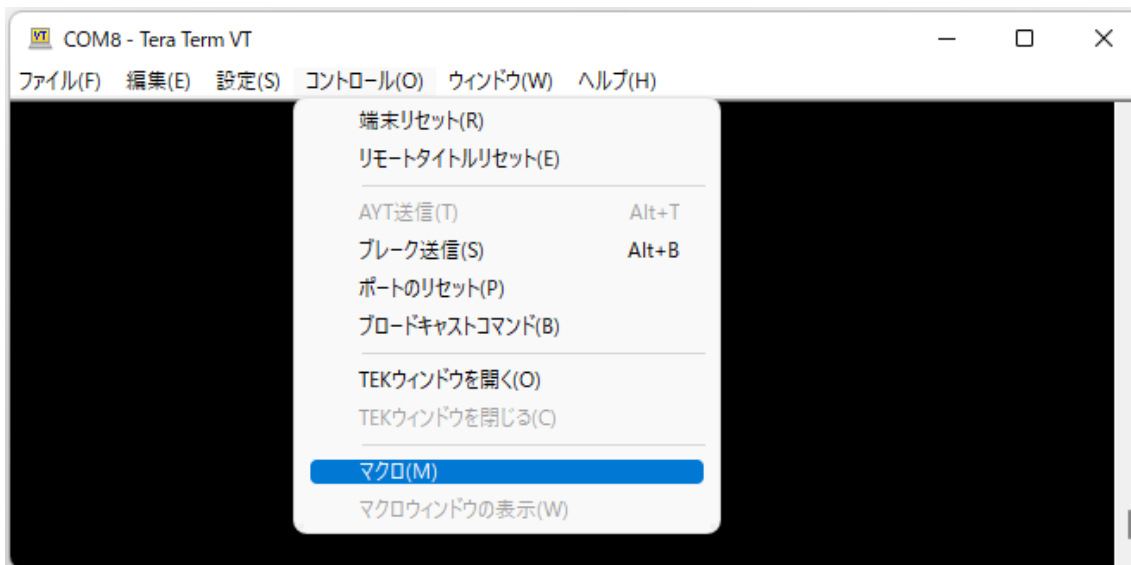 COM8 - Tera Term VT
ファイル(F) 編集(E) 設定(S) コントロール(O) ウィンドウ(W) ヘルプ(H)
端末リセット(R)
リモートタイトルリセット(E)
AYT送信(T) Alt+T
ブレーク送信(S) Alt+B
ポートのリセット(P)
ブロードキャストコマンド(B)
TEKウィンドウを開く(O)
TEKウィンドウを閉じる(C)
マクロ(M)
マクロウィンドウの表示(W)